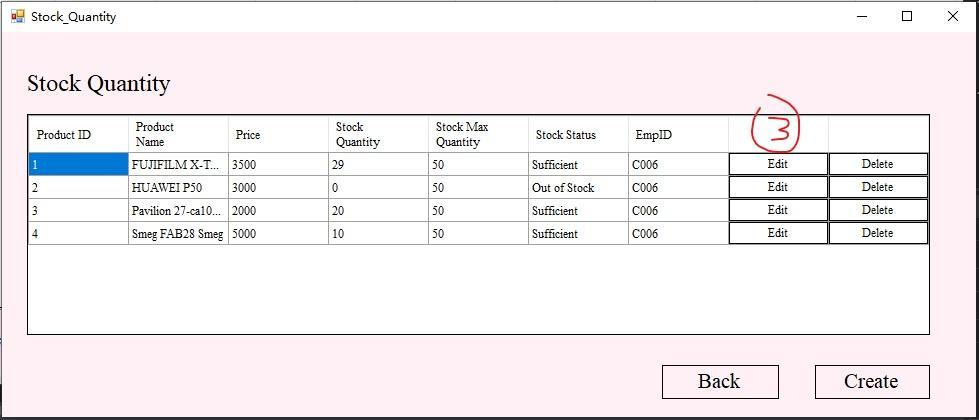 Stock_Quantity
Stock Quantity
Product ID Product Name Price Stock Quantity Stock Max Quantity Stock Status EmpID 3
1 FUJIFILM X-T... 3500 29 50 Sufficient C006 Edit Delete
2 HUAWEI P50 3000 0 50 Out of Stock C006 Edit Delete
3 Pavilion 27-ca10... 2000 20 50 Sufficient C006 Edit Delete
4 Smeg FAB28 Smeg 5000 10 50 Sufficient C006 Edit Delete
Back Create